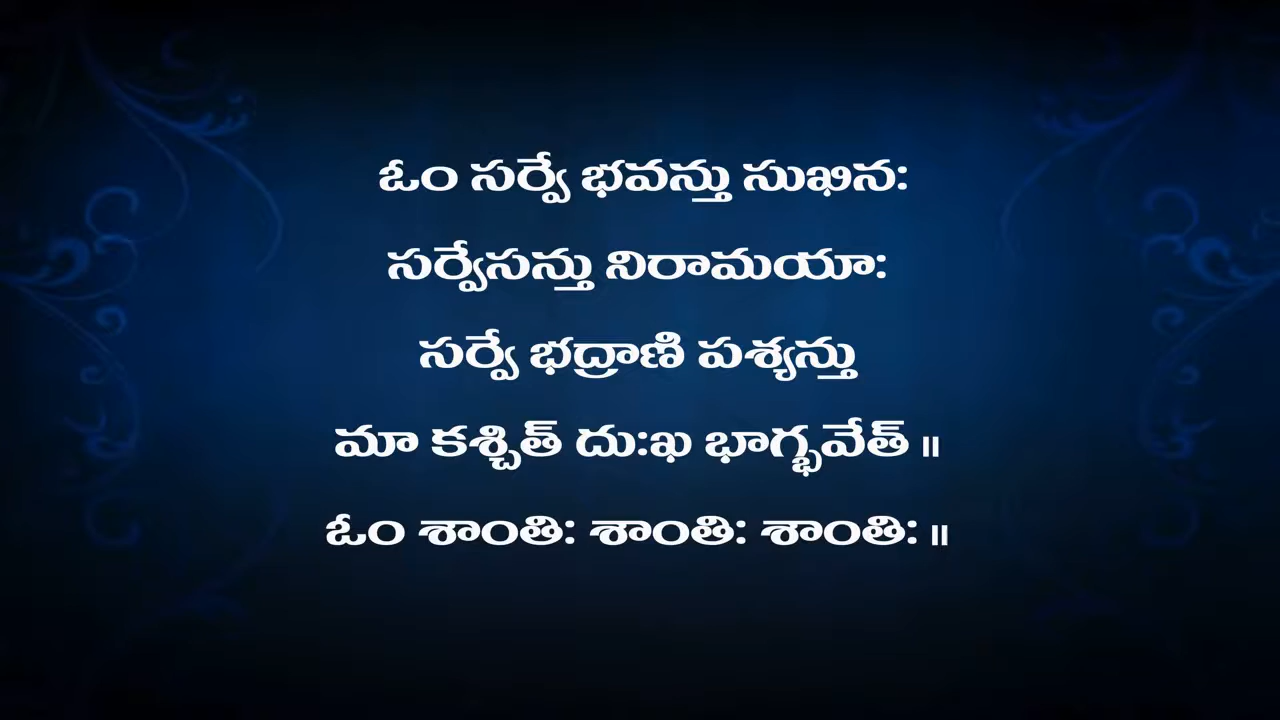 ఓం సర్వే భవన్తు సుఖినః
సర్వేసన్తు నిరామయాః
సర్వే భద్రాణి పశ్యన్తు
మా కశ్చిత్ దుఃఖ భాగ్భవేత్ ॥
ఓం శాంతిః శాంతిః శాంతిః ॥